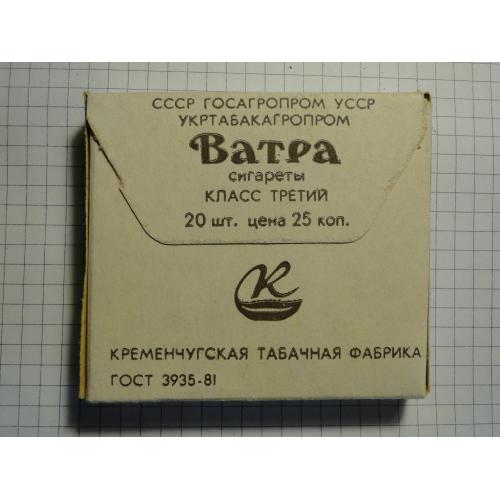 СССР ГОСАГРОПРОМ УССР
УКРТАБАКАГРОПРОМ
Ватра
сигареты
КЛАСС ТРЕТИЙ
20 шт. цена 25 коп.
К
КРЕМЕНЧУГСКАЯ ТАБАЧНАЯ ФАБРИКА
ГОСТ 3935-81